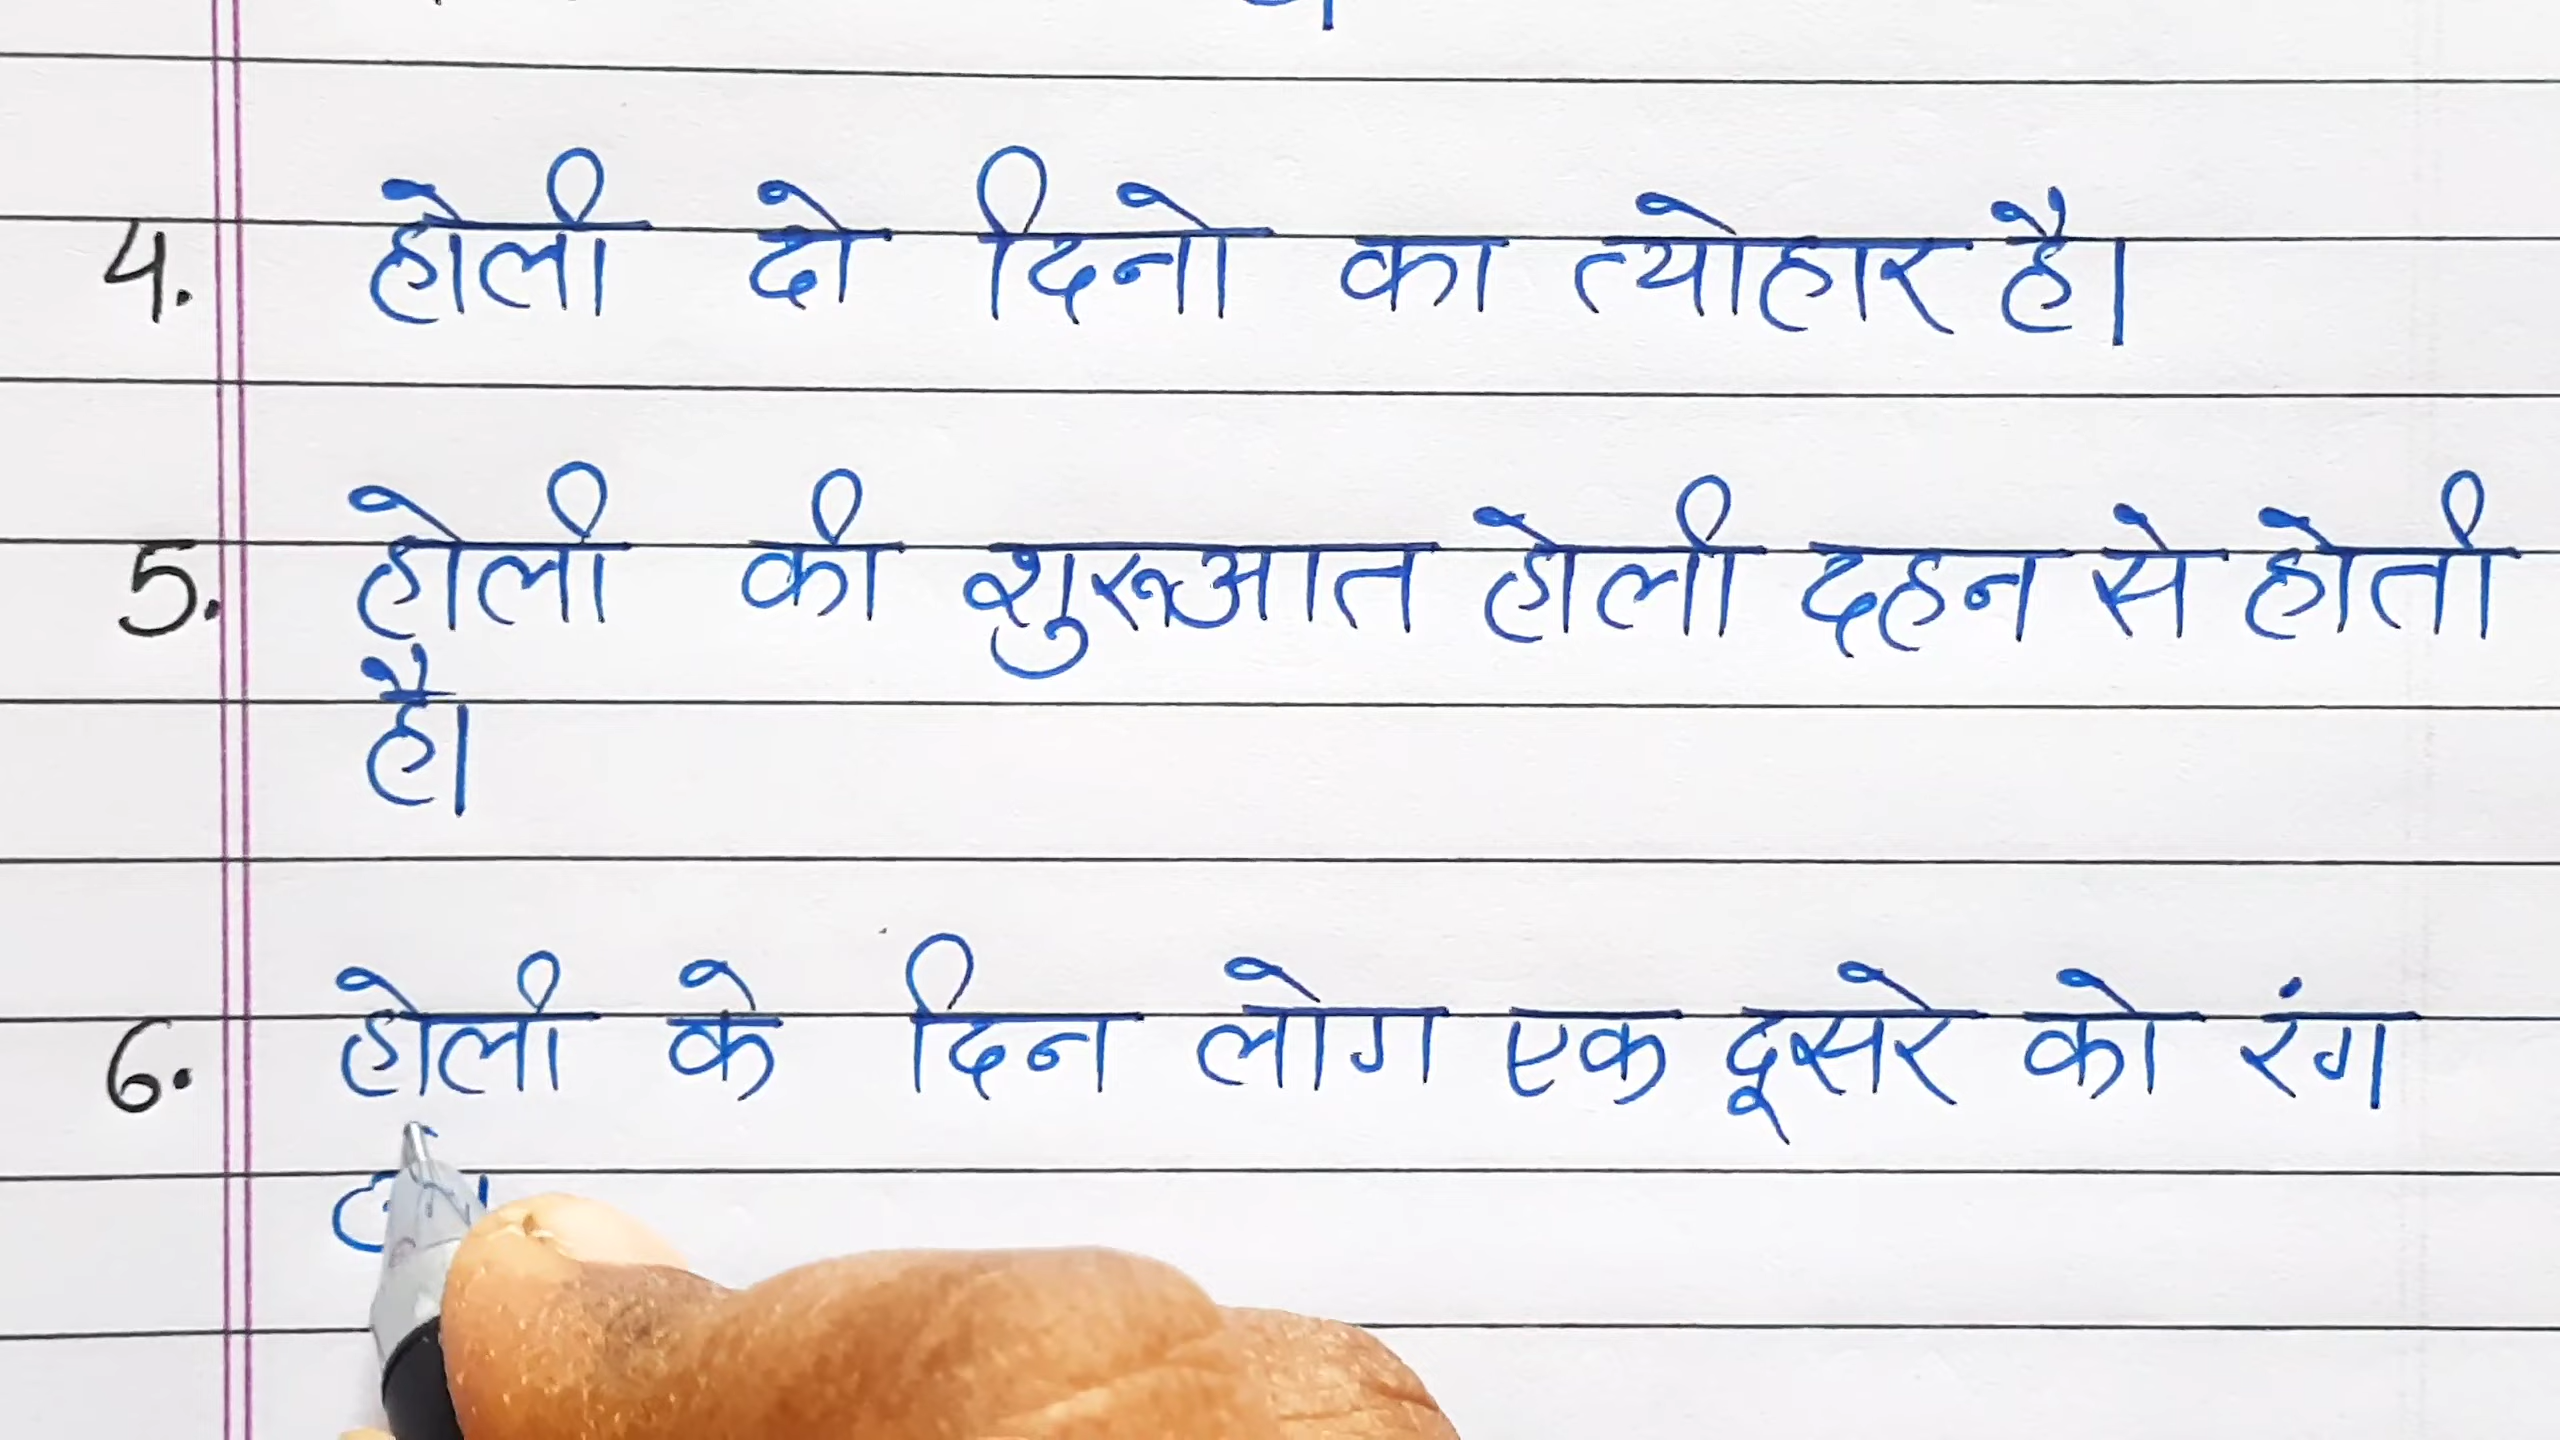 4. होली दो दिनो का त्योहार है।
5. होली की शुरूआत होली दहन से होती
है।
6. होली के दिन लोग एक दूसरे को रंग